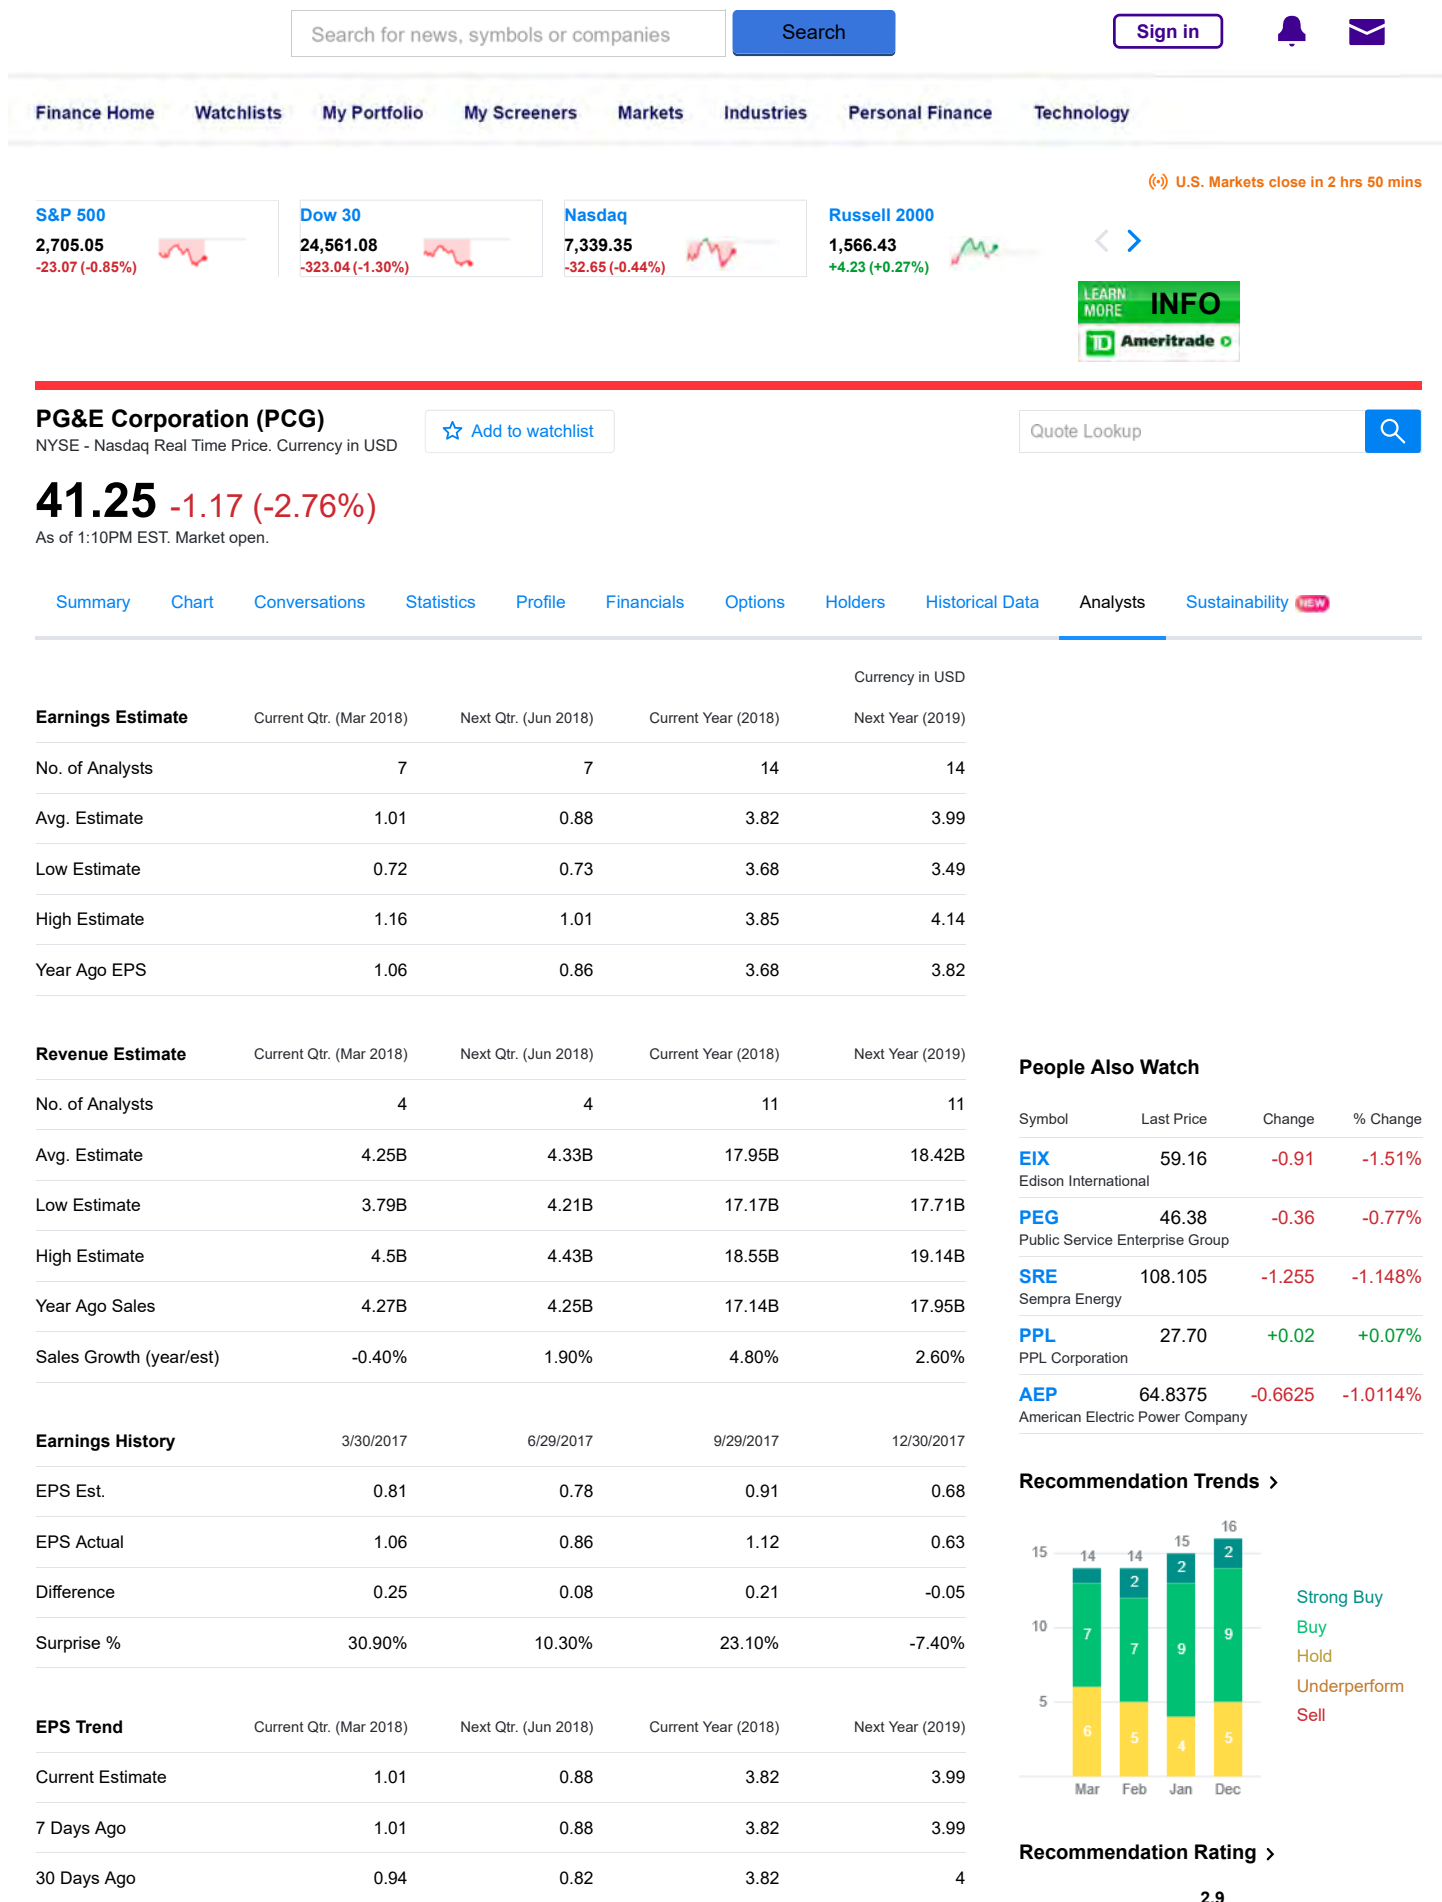 Search for news, symbols or companies Search Sign in
Finance Home Watchlists My Portfolio My Screeners Markets Industries Personal Finance Technology
U.S. Markets close in 2 hrs 50 mins
S&P 500 Dow 30 Nasdaq Russell 2000
2,705.05 24,561.08 7,339.35 1,566.43
-23.07 (-0.85%) -323.04 (-1.30%) -32.65 (-0.44%) +4.23 (+0.27%)
LEARN MORE INFO
TD Ameritrade
PG&E Corporation (PCG)
NYSE - Nasdaq Real Time Price. Currency in USD
Add to watchlist
Quote Lookup
41.25 -1.17 (-2.76%)
As of 1:10PM EST. Market open.
Summary Chart Conversations Statistics Profile Financials Options Holders Historical Data Analysts Sustainability NEW
Currency in USD
Earnings Estimate Current Qtr. (Mar 2018) Next Qtr. (Jun 2018) Current Year (2018) Next Year (2019)
No. of Analysts 7 7 14 14
Avg. Estimate 1.01 0.88 3.82 3.99
Low Estimate 0.72 0.73 3.68 3.49
High Estimate 1.16 1.01 3.85 4.14
Year Ago EPS 1.06 0.86 3.68 3.82
Revenue Estimate Current Qtr. (Mar 2018) Next Qtr. (Jun 2018) Current Year (2018) Next Year (2019)
No. of Analysts 4 4 11 11
Avg. Estimate 4.25B 4.33B 17.95B 18.42B
Low Estimate 3.79B 4.21B 17.17B 17.71B
High Estimate 4.5B 4.43B 18.55B 19.14B
Year Ago Sales 4.27B 4.25B 17.14B 17.95B
Sales Growth (year/est) -0.40% 1.90% 4.80% 2.60%
Earnings History 3/30/2017 6/29/2017 9/29/2017 12/30/2017
EPS Est. 0.81 0.78 0.91 0.68
EPS Actual 1.06 0.86 1.12 0.63
Difference 0.25 0.08 0.21 -0.05
Surprise % 30.90% 10.30% 23.10% -7.40%
EPS Trend Current Qtr. (Mar 2018) Next Qtr. (Jun 2018) Current Year (2018) Next Year (2019)
Current Estimate 1.01 0.88 3.82 3.99
7 Days Ago 1.01 0.88 3.82 3.99
30 Days Ago 0.94 0.82 3.82 4
People Also Watch
Symbol Last Price Change % Change
EIX 59.16 -0.91 -1.51%
Edison International
PEG 46.38 -0.36 -0.77%
Public Service Enterprise Group
SRE 108.105 -1.255 -1.148%
Sempra Energy
PPL 27.70 +0.02 +0.07%
PPL Corporation
AEP 64.8375 -0.6625 -1.0114%
American Electric Power Company
Recommendation Trends
16
15 14 14 15 2
2 2
10 7 7 9 9
5 6 5 4 5
Mar Feb Jan Dec
Strong Buy
Buy
Hold
Underperform
Sell
Recommendation Rating
2.9